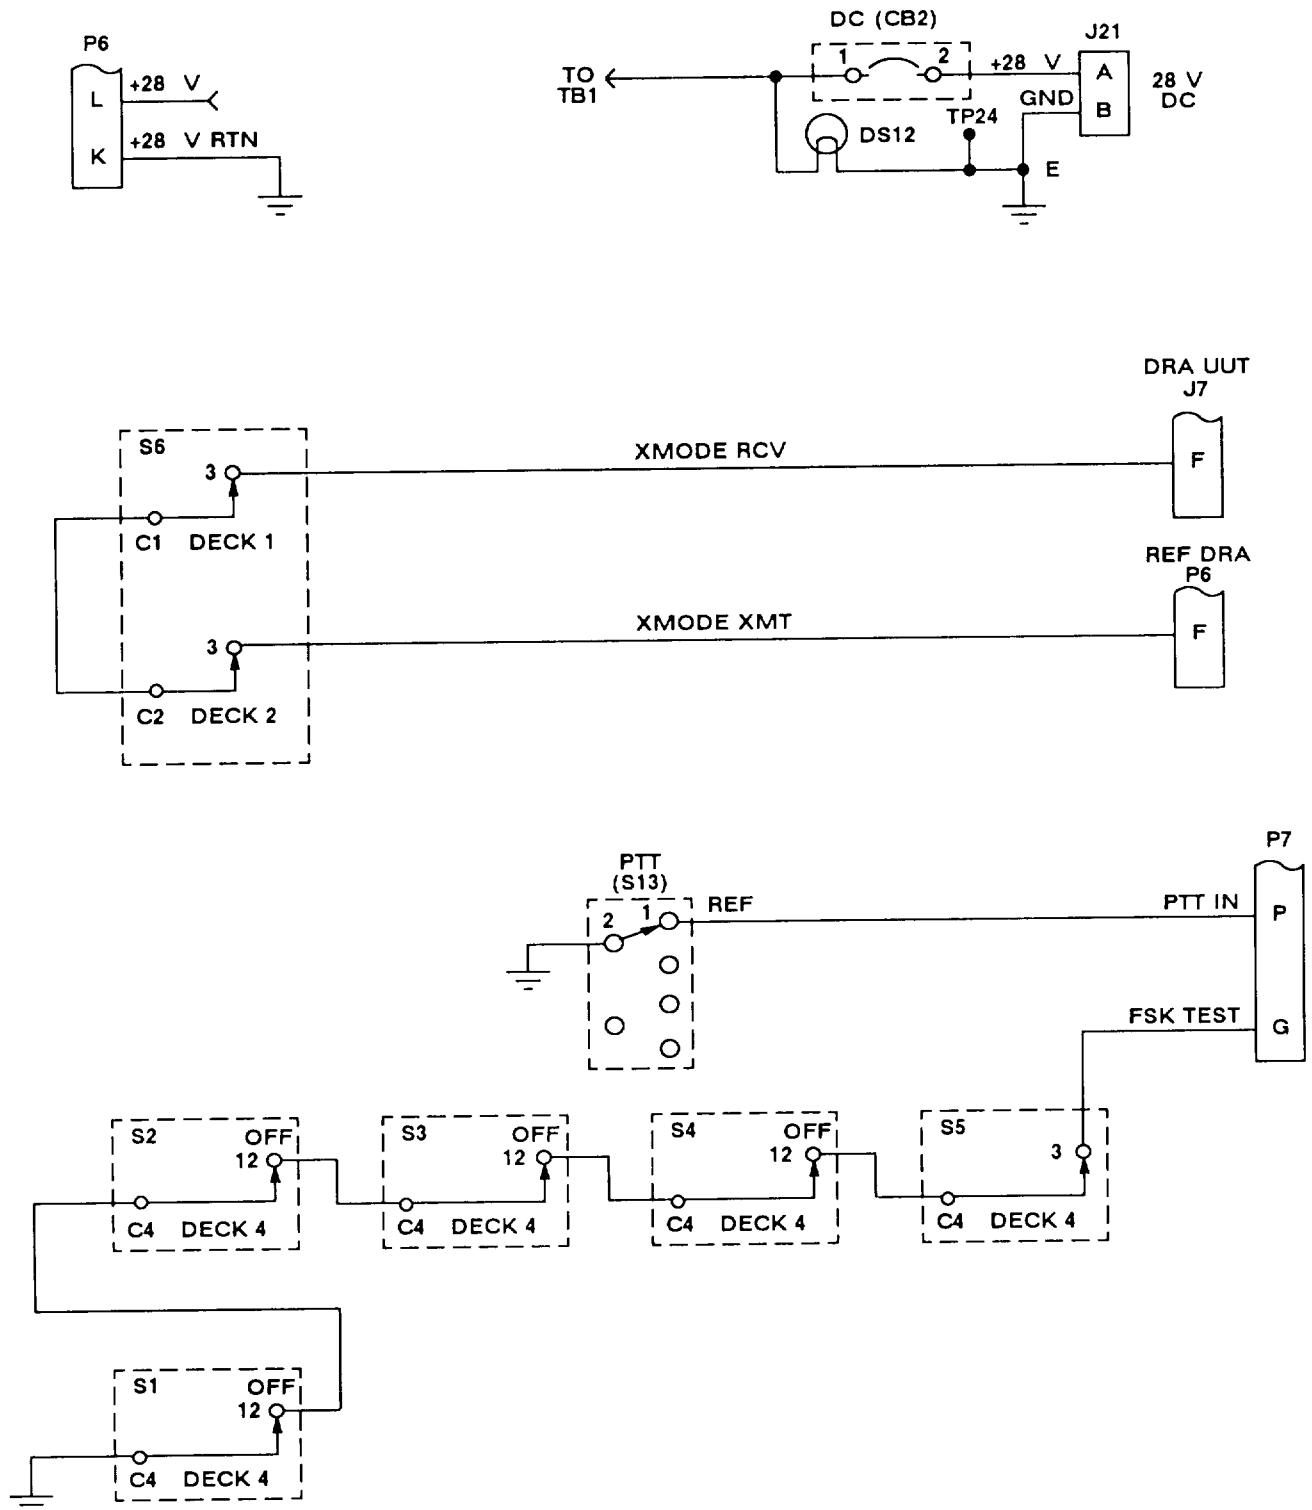 P6
L +28 V
K +28 V RTN
DC (CB2)
1 2
TO
TB1
+28 V
GND
J21
A
B
28 V
DC
TP24
DS12
E
S6
3
C1 DECK 1
XMODE RCV
DRA UUT
J7
F
3
C2 DECK 2
XMODE XMT
REF DRA
P6
F
PTT
(S13)
2 1
REF
PTT IN
P7
P
FSK TEST
G
S2 OFF
12
C4 DECK 4
S3 OFF
12
C4 DECK 4
S4 OFF
12
C4 DECK 4
S5
3
C4 DECK 4
S1 OFF
12
C4 DECK 4